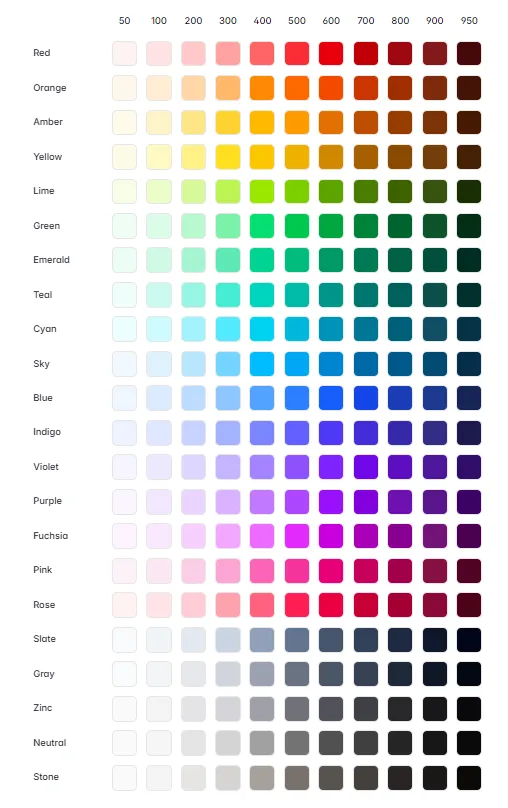 50 100 200 300 400 500 600 700 800 900 950
Red
Orange
Amber
Yellow
Lime
Green
Emerald
Teal
Cyan
Sky
Blue
Indigo
Violet
Purple
Fuchsia
Pink
Rose
Slate
Gray
Zinc
Neutral
Stone